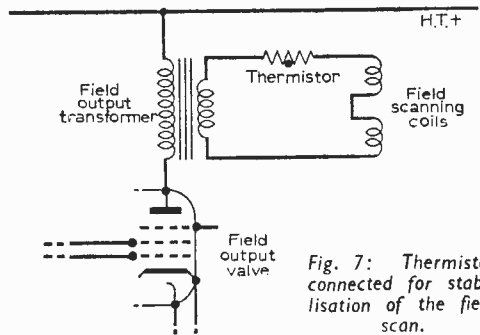 H.T.+
Field
output
transformer
Thermistor
Field
scanning
coils
Field
output
valve
Fig. 7: Thermist
connected for stab
lisation of the fie
scan.